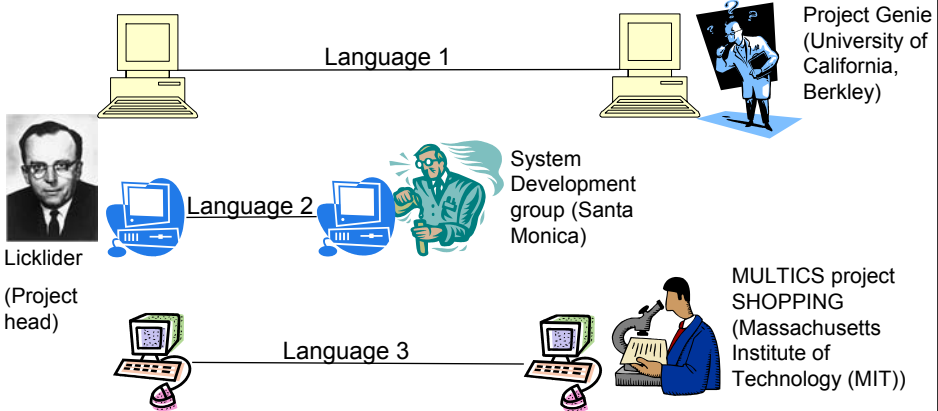 Language 1
Project Genie
(University of
California,
Berkley)
Language 2
System
Development
group (Santa
Monica)
Licklider
(Project
head)
Language 3
MULTICS project
SHOPPING
(Massachusetts
Institute of
Technology (MIT))